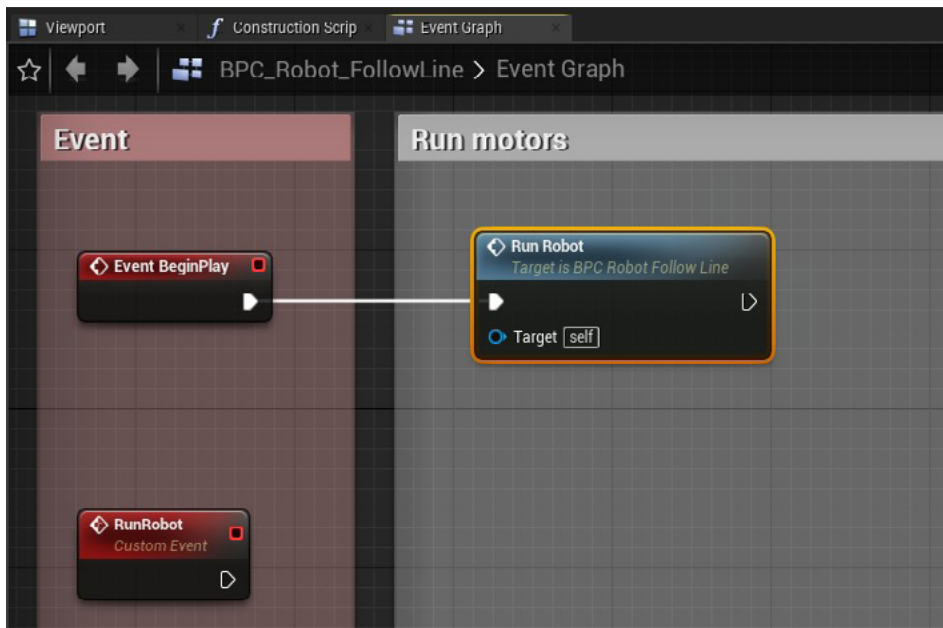 Viewport
Construction Scrip
Event Graph
BPC_Robot_FollowLine > Event Graph
Event
Run motors
Event BeginPlay
Run Robot
Target is BPC Robot Follow Line
Target self
RunRobot
Custom Event